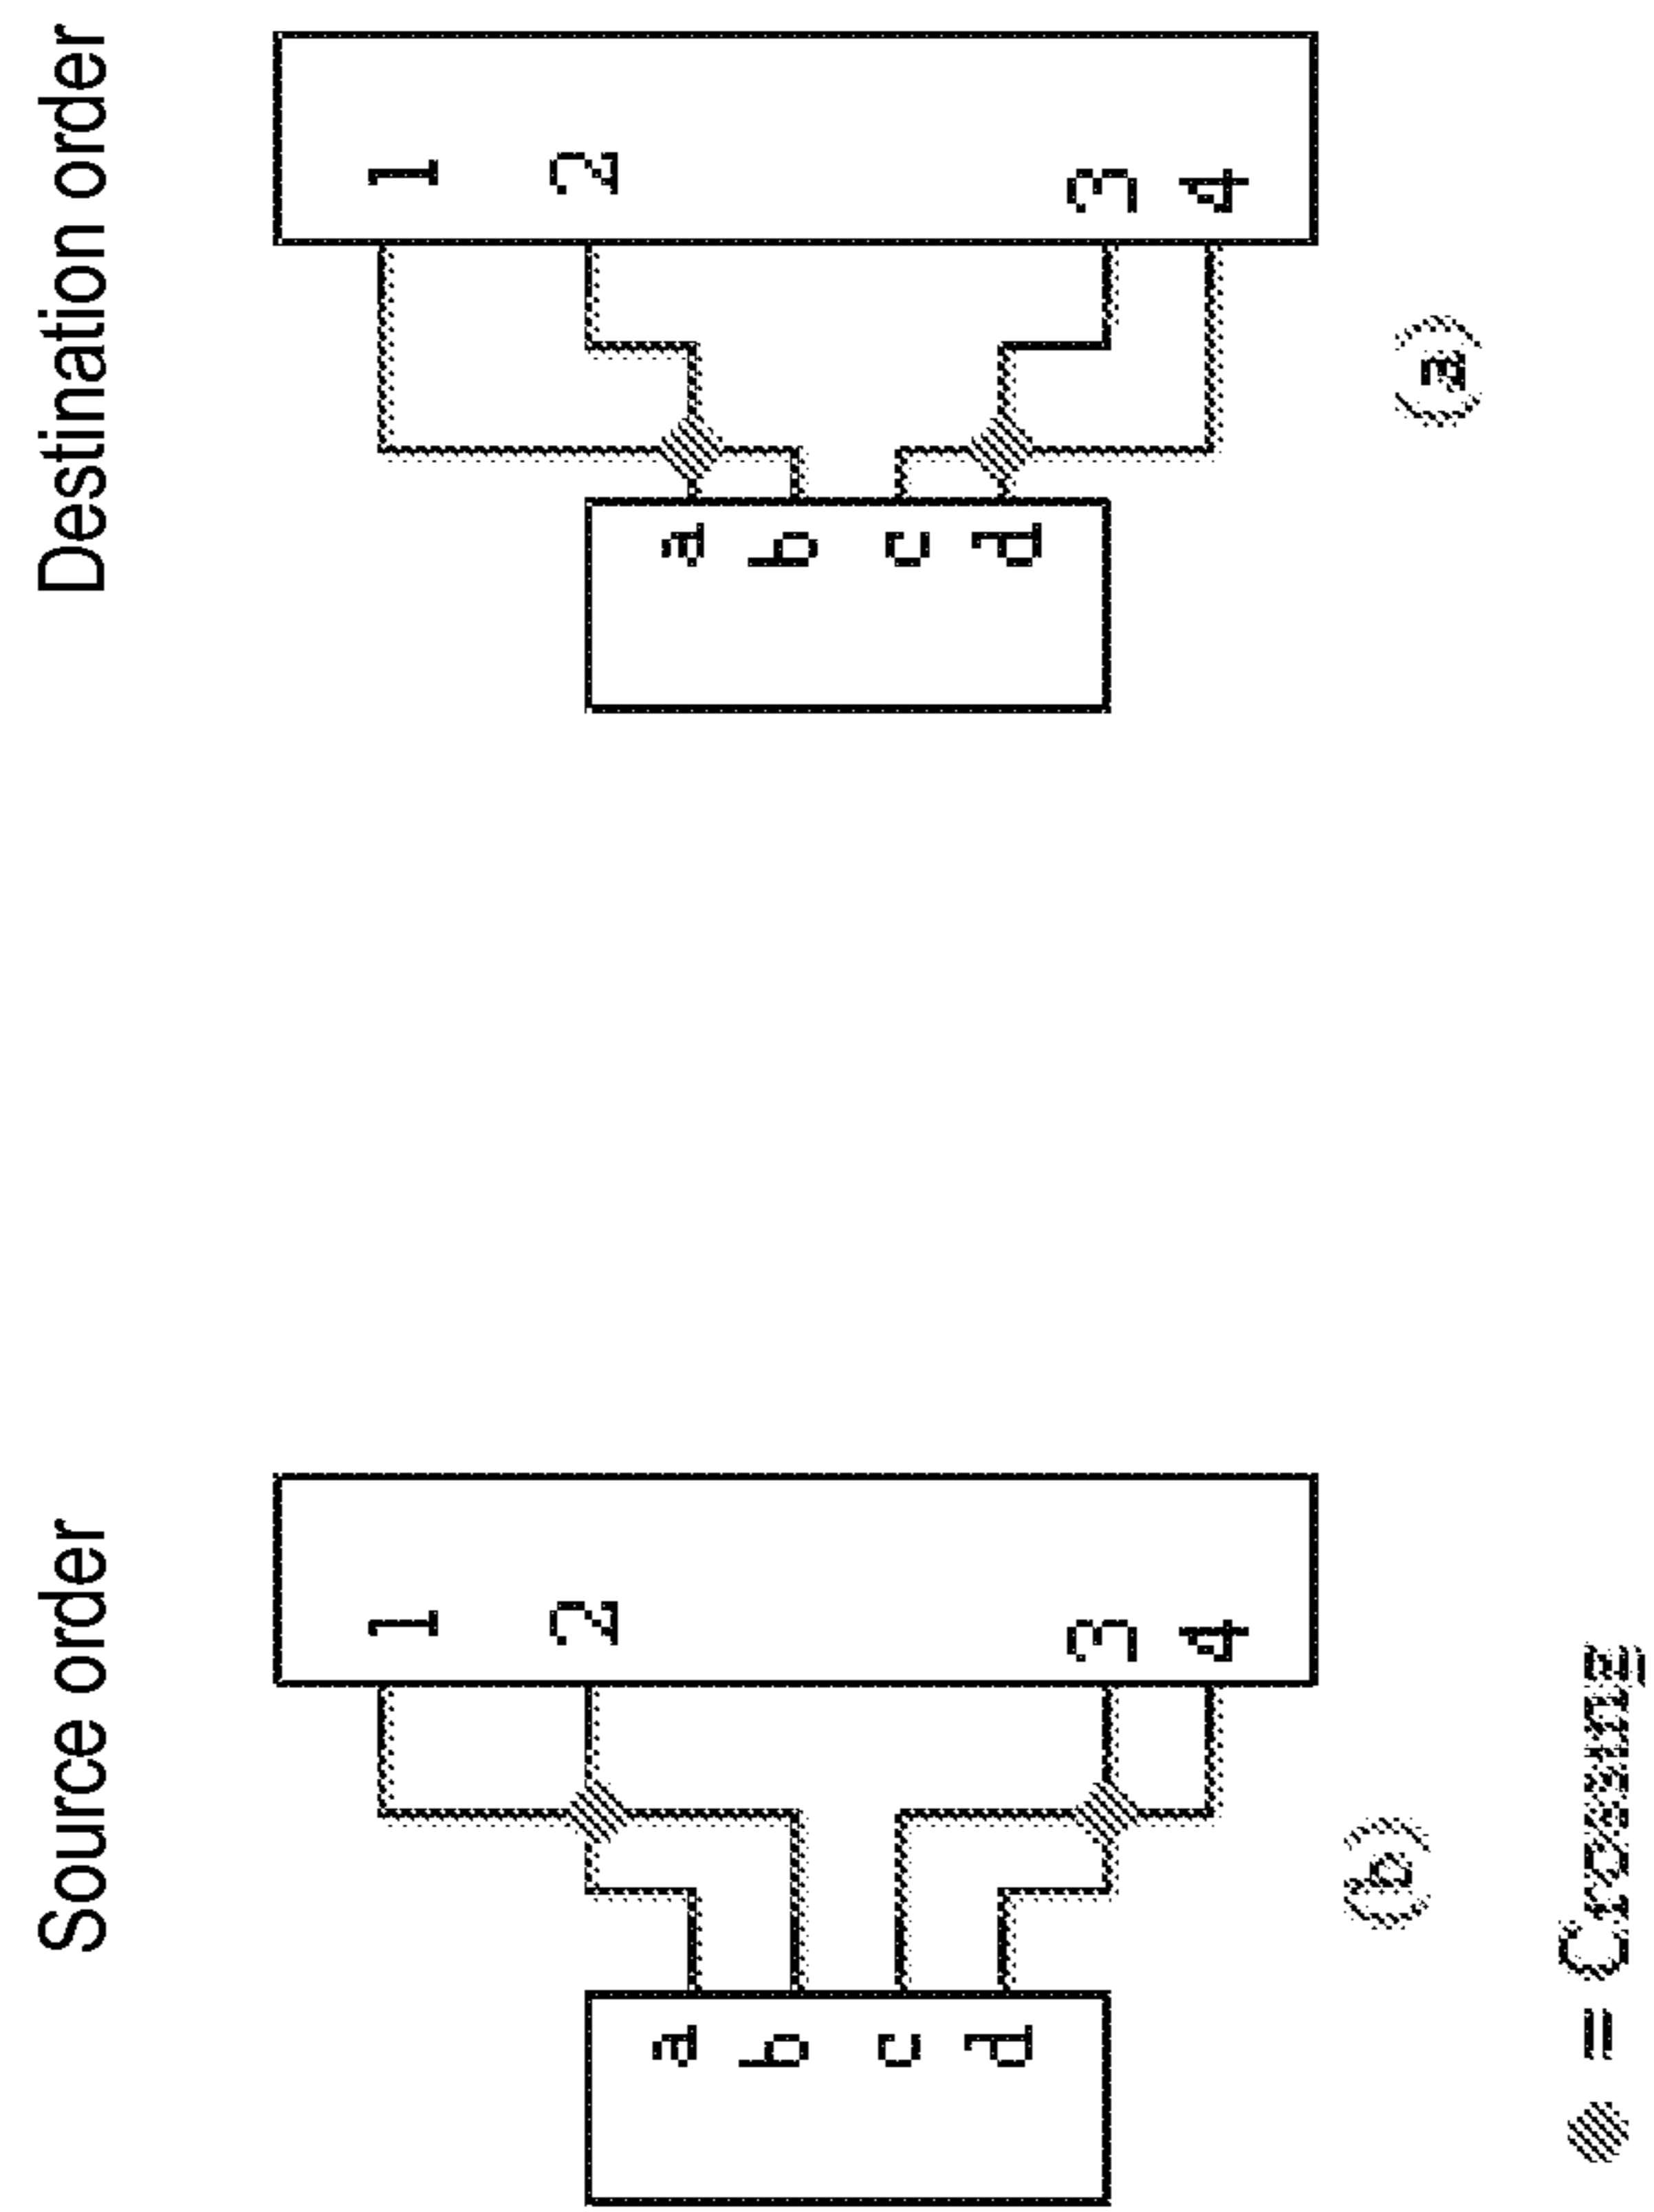 Source order
a
b
c
d
1
2
3
4
(b)
Destination order
a
b
c
d
1
2
3
4
(a)
= Crossing